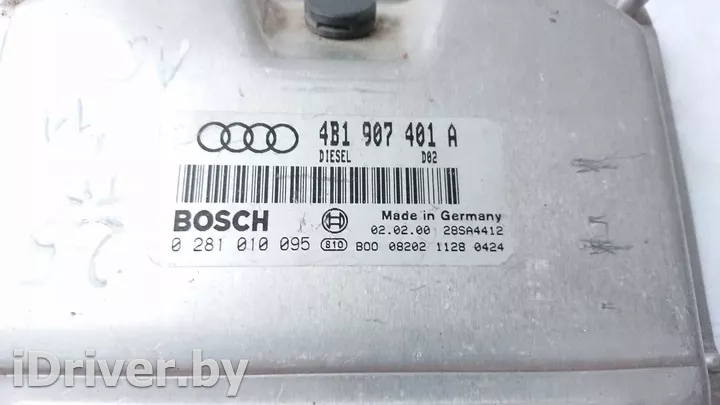 4B1 907 401 A
DIESEL D02
BOSCH Made in Germany
02.02.00 28SA4412
0 281 010 095 810 B00 08202 1128 0424
iDriver.by